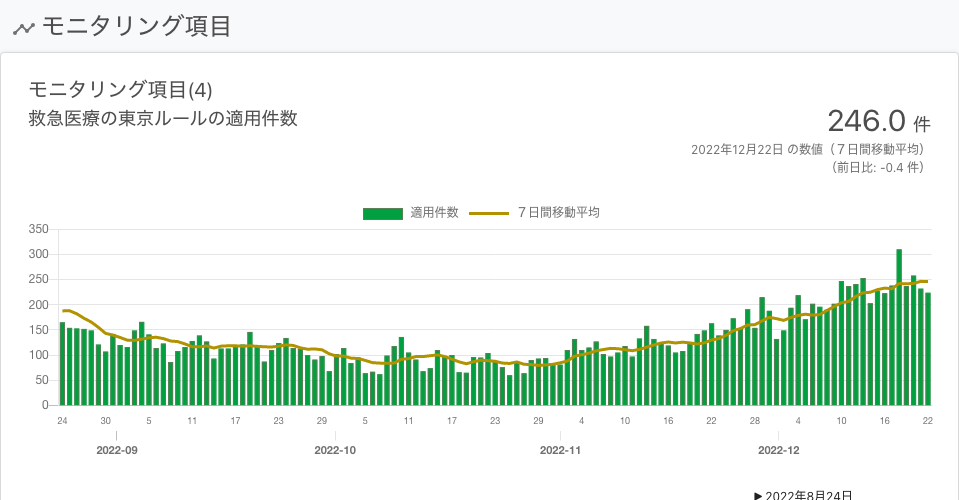 モニタリング項目
モニタリング項目(4)
救急医療の東京ルールの適用件数
246.0 件
2022年12月22日 の数値（７日間移動平均）
（前日比: -0.4 件）
適用件数 ７日間移動平均
350
300
250
200
150
100
50
0
24 30 5 11 17 23 29 5 11 17 23 29 4 10 16 22 28 4 10 16 22
2022-09 2022-10 2022-11 2022-12
▶ 2022年8月24日